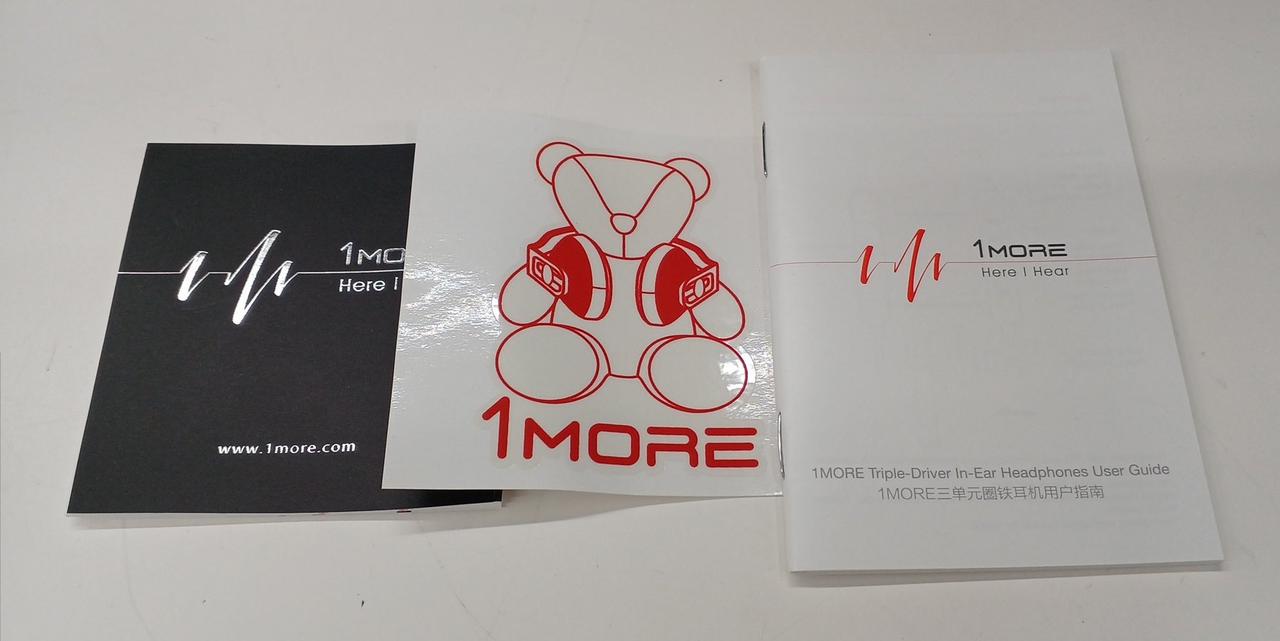 1MO
Here I
www.1more.com
1MORE
1MORE
Here I Hear
1MORE Triple-Driver In-Ear Headphones User Guide
1MORE三单元圈铁耳机用户指南